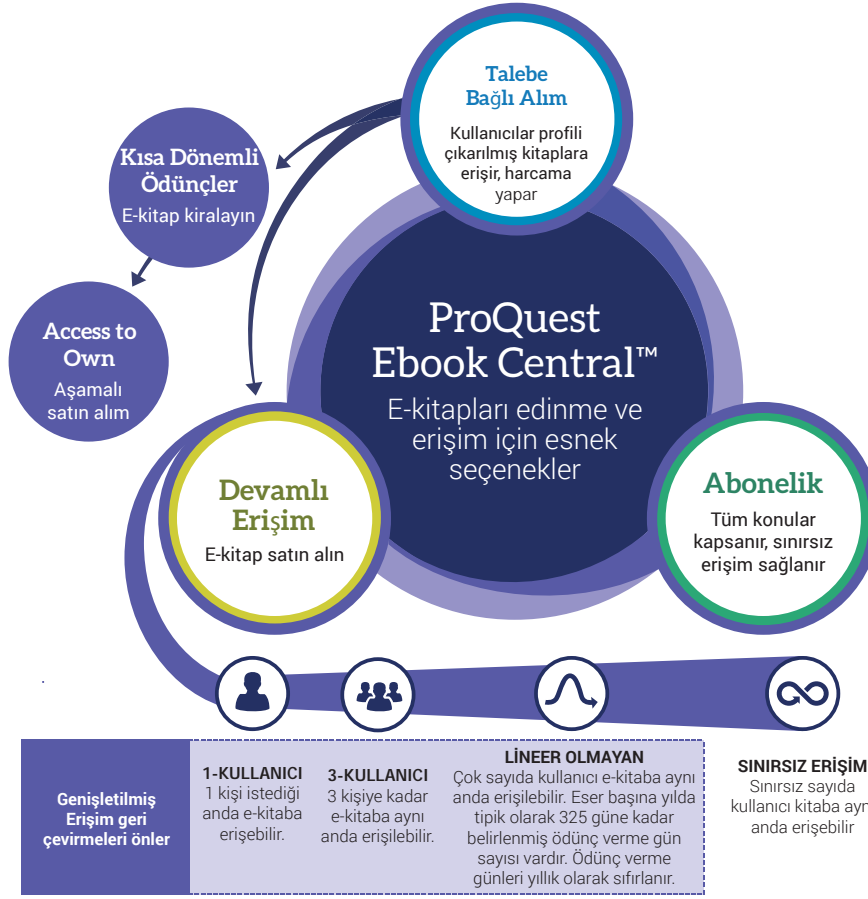 Talebe
Bağlı Alım
Kullanıcılar profili
çıkarılmış kitaplara
erişir, harcama
yapar
Kısa Dönemli
Ödünçler
E-kitap kiralayın
Access to
Own
Aşamalı
satın alım
ProQuest
Ebook Central™
E-kitapları edinme ve
erişim için esnek
seçenekler
Devamlı
Erişim
E-kitap satın alın
Abonelik
Tüm konular
kapsanır, sınırsız
erişim sağlanır
Genişletilmiş
Erişim geri
çevirmeleri önler
1-KULLANICI
1 kişi istediği
anda e-kitaba
erişebilir.
3-KULLANICI
3 kişiye kadar
e-kitaba aynı
anda erişilebilir.
LİNEER OLMAYAN
Çok sayıda kullanıcı e-kitaba aynı
anda erişilebilir. Eser başına yılda
tipik olarak 325 güne kadar
belirlenmiş ödünç verme gün
sayısı vardır. Ödünç verme
günleri yıllık olarak sıfırlanır.
SINIRSIZ ERİŞİM
Sınırsız sayıda
kullanıcı kitaba
anda erişebilir